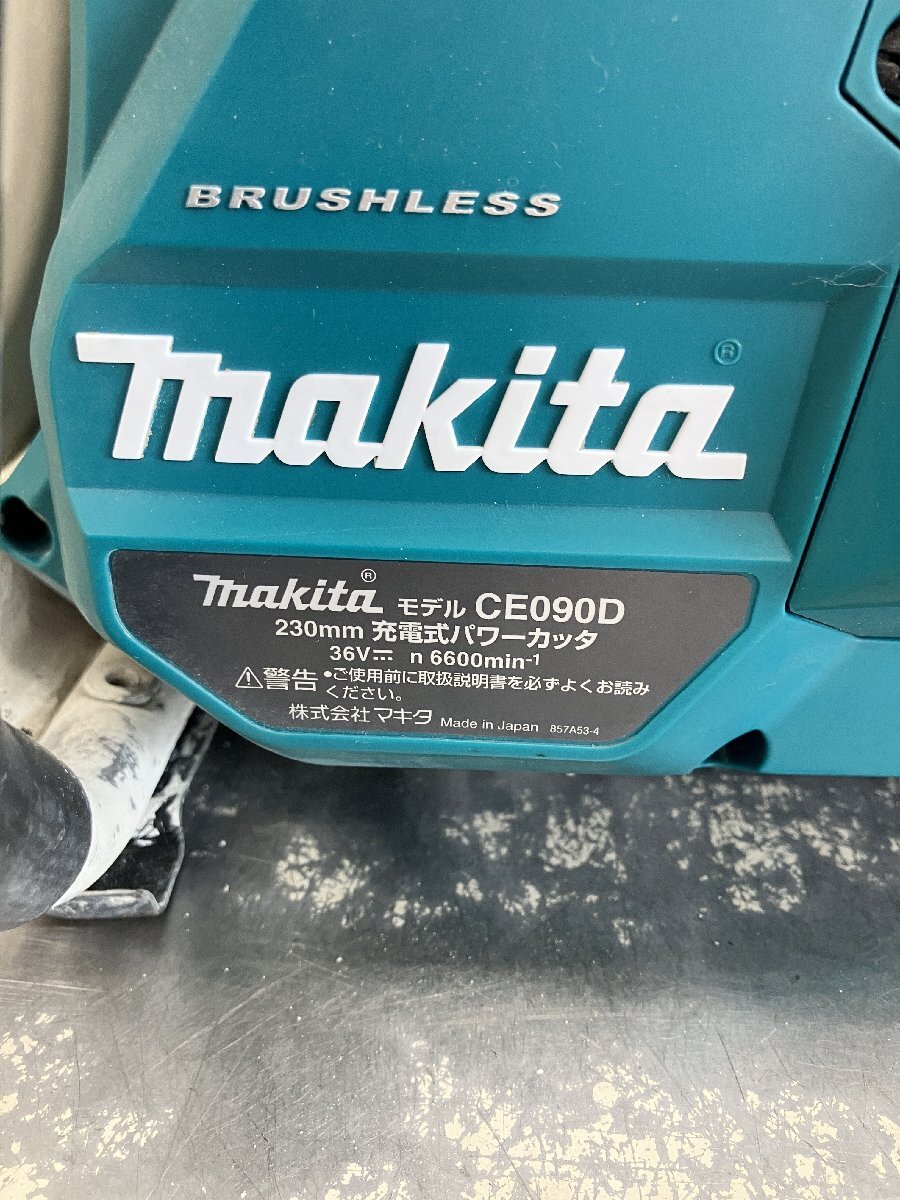 BRUSHLESS
makita ®
makita ® モデル CE090D
230mm 充電式パワーカッタ
36V⎓ n 6600min-1
⚠警告 •ご使用前に取扱説明書を必ずよくお読み
ください。
株式会社マキタ Made in Japan 857A53-4